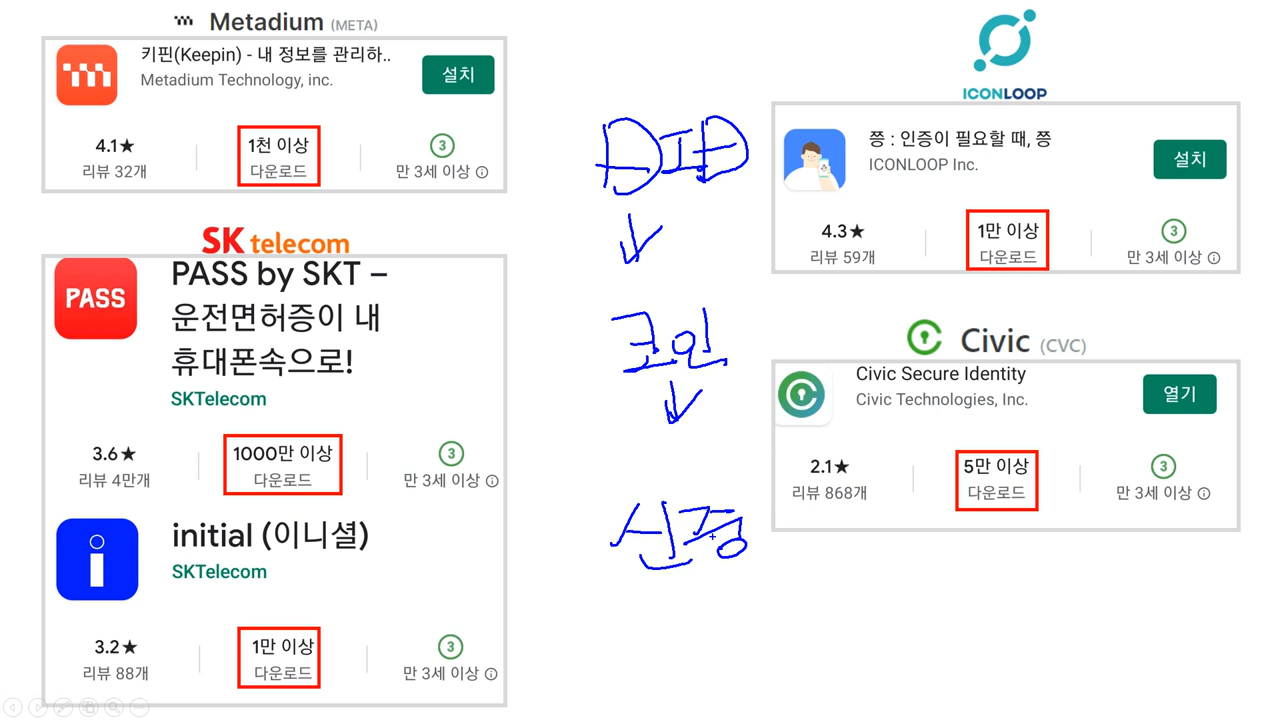 Metadium (META)
키핀(Keepin) - 내 정보를 관리하..
Metadium Technology, inc.
설치
4.1★
리뷰 32개
1천 이상
다운로드
3
만 3세 이상
SK telecom
PASS
PASS by SKT –
운전면허증이 내
휴대폰속으로!
SKTelecom
3.6★
리뷰 4만개
1000만 이상
다운로드
3
만 3세 이상
initial (이니셜)
SKTelecom
3.2★
리뷰 88개
1만 이상
다운로드
3
만 3세 이상
DID
코인
신중
ICONLOOP
쯩 : 인증이 필요할 때, 쯩
ICONLOOP Inc.
설치
4.3★
리뷰 59개
1만 이상
다운로드
3
만 3세 이상
Civic (CVC)
Civic Secure Identity
Civic Technologies, Inc.
열기
2.1★
리뷰 868개
5만 이상
다운로드
3
만 3세 이상